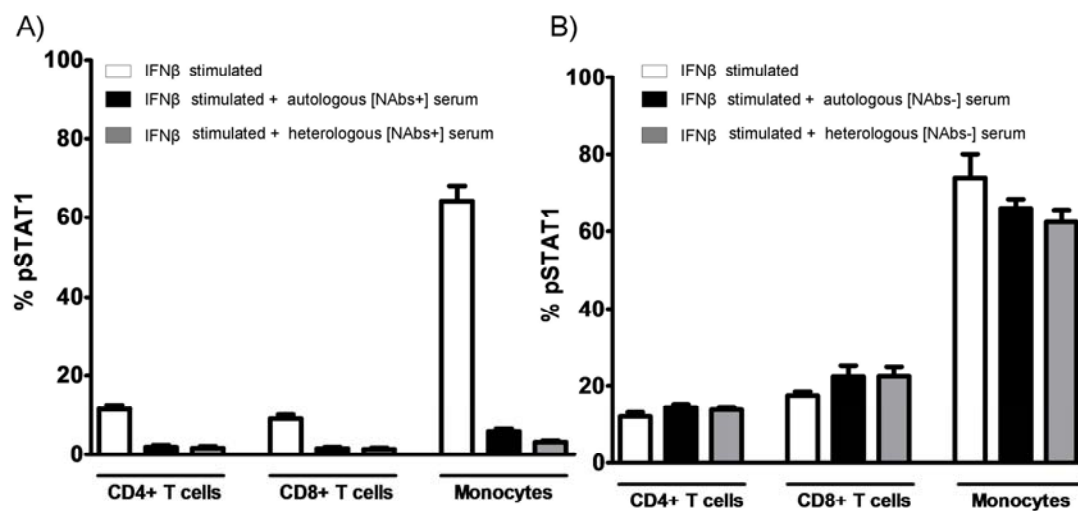 A)
100
80
60
40
20
0
% pSTAT1
IFNβ stimulated
IFNβ stimulated + autologous [NAbs+] serum
IFNβ stimulated + heterologous [NAbs+] serum
CD4+ T cells
CD8+ T cells
Monocytes
B)
100
80
60
40
20
0
% pSTAT1
IFNβ stimulated
IFNβ stimulated + autologous [NAbs-] serum
IFNβ stimulated + heterologous [NAbs-] serum
CD4+ T cells
CD8+ T cells
Monocytes